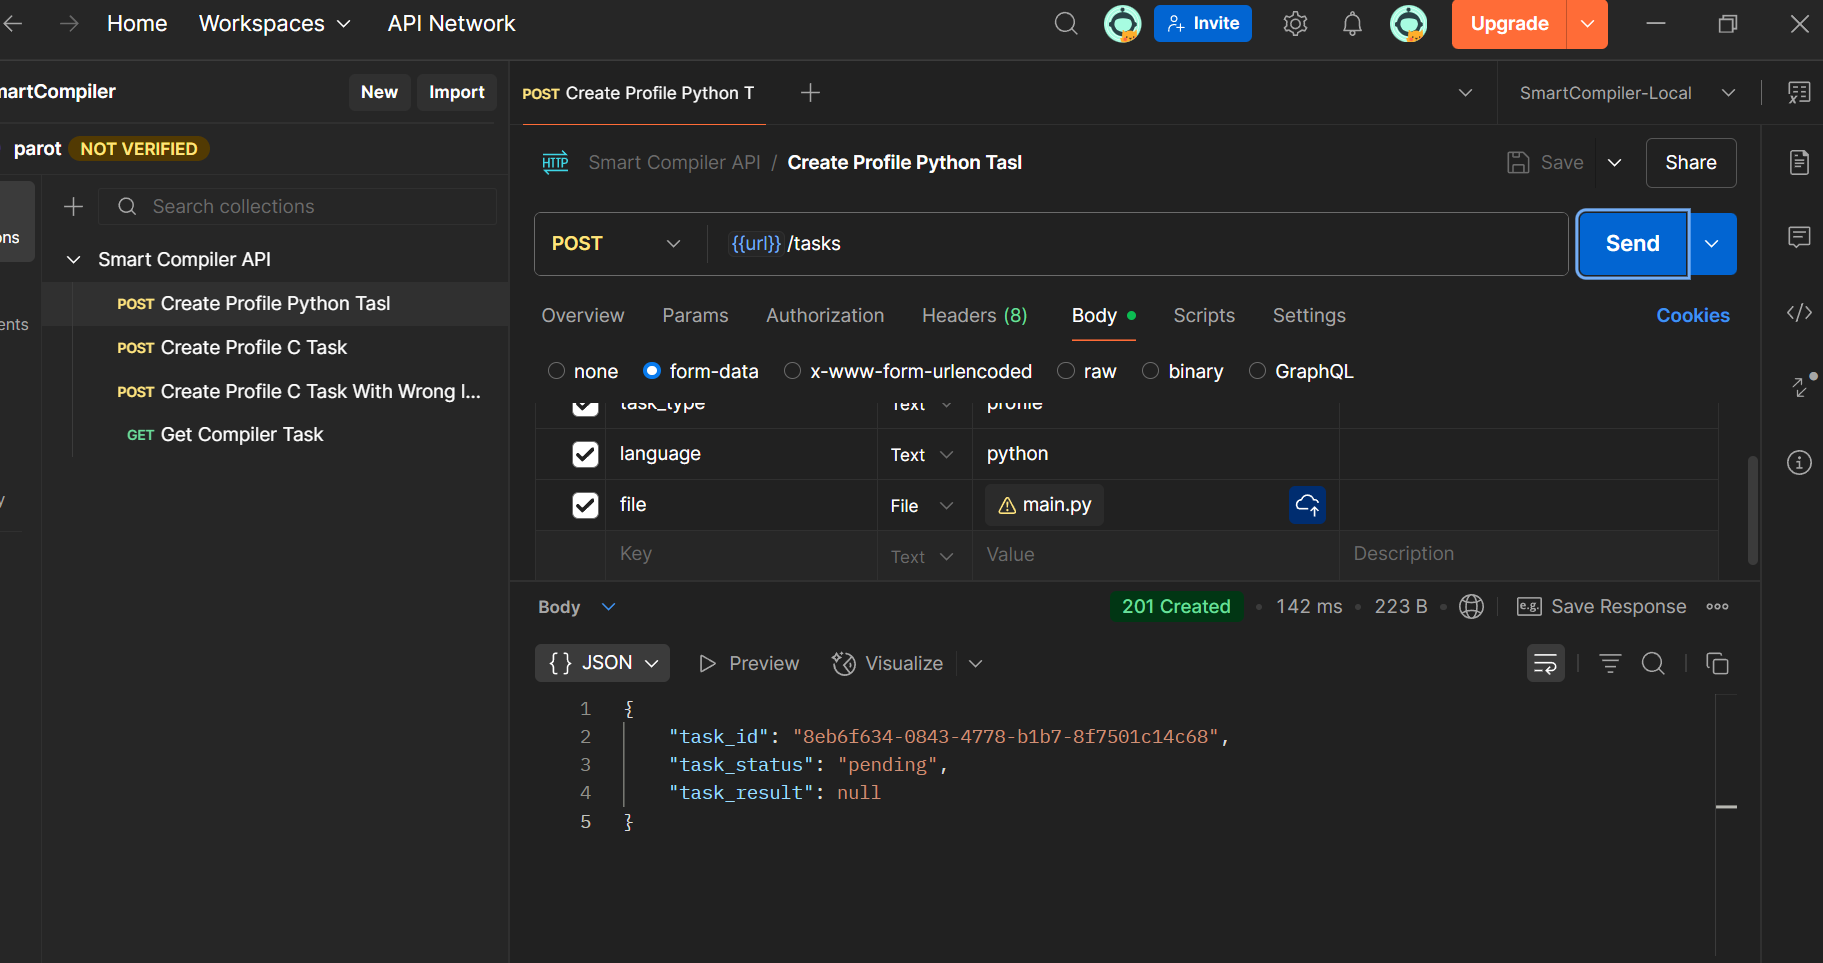 Home Workspaces API Network Invite Upgrade
martCompiler New Import POST Create Profile Python T SmartCompiler-Local
parot NOT VERIFIED
HTTP Smart Compiler API / Create Profile Python Tasl Save Share
Search collections
ons
POST {{url}} /tasks Send
Smart Compiler API
POST Create Profile Python Tasl
POST Create Profile C Task
POST Create Profile C Task With Wrong I...
GET Get Compiler Task
ents
y
Overview Params Authorization Headers (8) Body Scripts Settings Cookies
none form-data x-www-form-urlencoded raw binary GraphQL
task_type Text profile
language Text python
file File main.py
Key Text Value Description
Body 201 Created • 142 ms • 223 B • e.g. Save Response
{} JSON Preview Visualize
1 {
2 "task_id": "8eb6f634-0843-4778-b1b7-8f7501c14c68",
3 "task_status": "pending",
4 "task_result": null
5 }